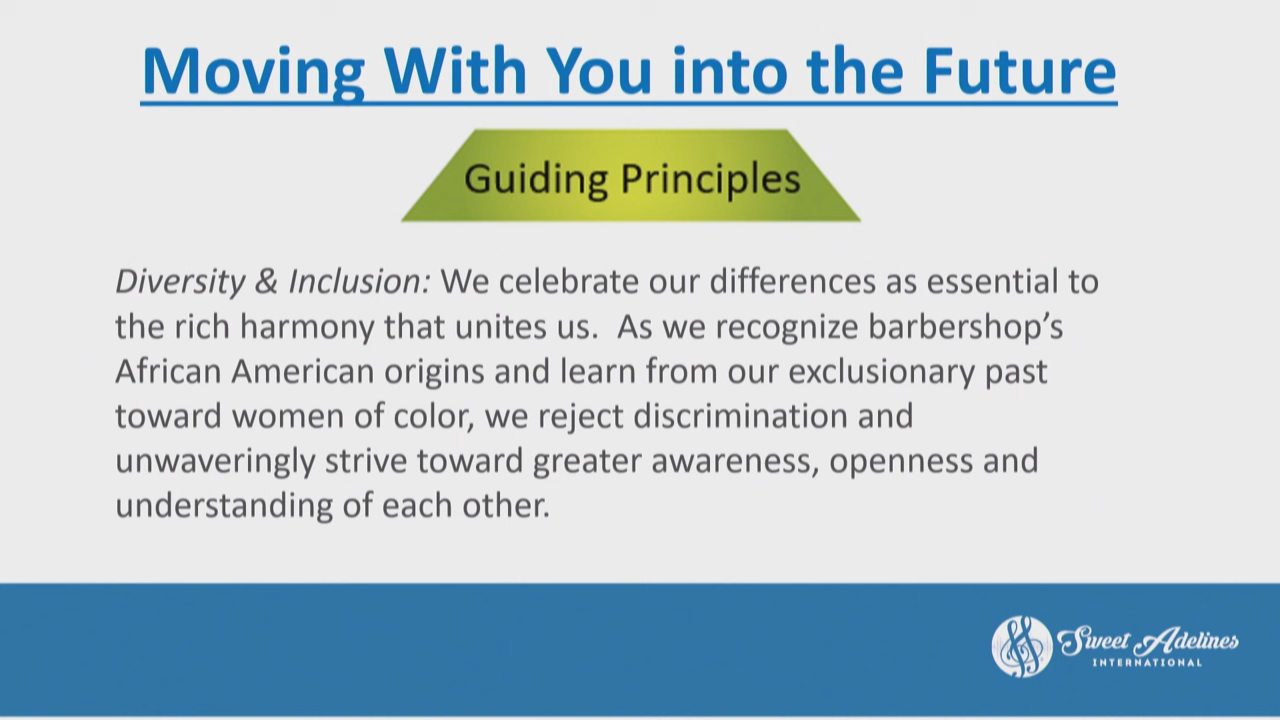 Moving With You into the Future
Guiding Principles
Diversity & Inclusion: We celebrate our differences as essential to
the rich harmony that unites us.  As we recognize barbershop’s
African American origins and learn from our exclusionary past
toward women of color, we reject discrimination and
unwaveringly strive toward greater awareness, openness and
understanding of each other.
Sweet Adelines
INTERNATIONAL